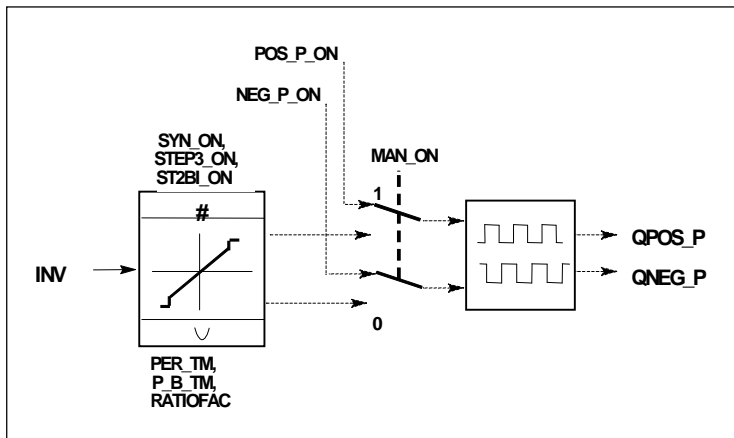 POS_P_ON
NEG_P_ON
SYN_ON,
STEP3_ON,
ST2BI_ON
MAN_ON
1
#
INV
QPOS_P
QNEG_P
0
PER_TM,
P_B_TM,
RATIOFAC